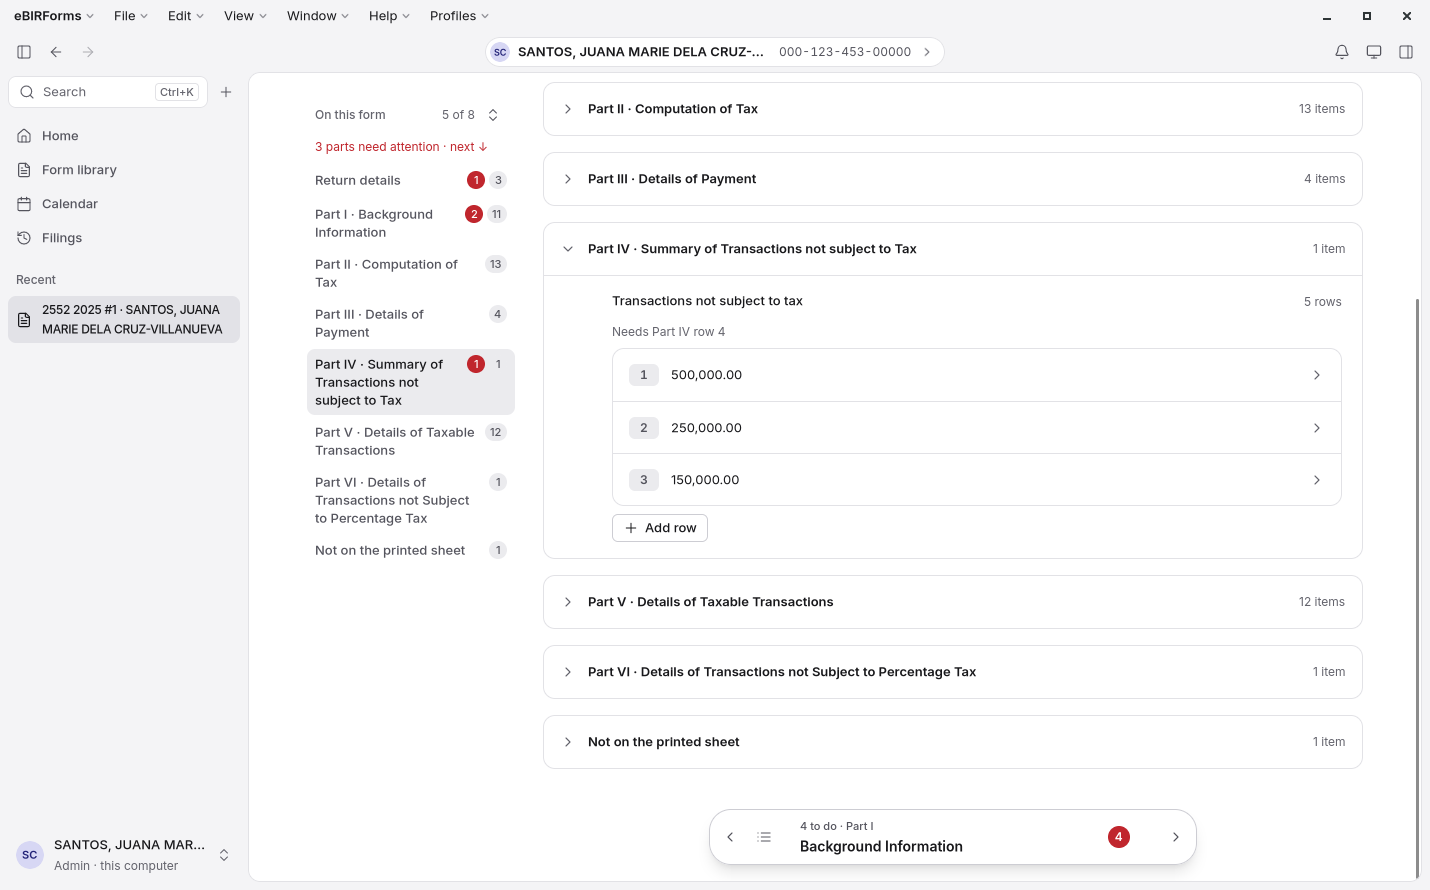 eBIRForms File Edit View Window Help Profiles
SC SANTOS, JUANA MARIE DELA CRUZ-... 000-123-453-00000
Search Ctrl+K
Home
Form library
Calendar
Filings
Recent
2552 2025 #1 · SANTOS, JUANA
MARIE DELA CRUZ-VILLANUEVA
SC SANTOS, JUANA MAR...
Admin · this computer
On this form 5 of 8
3 parts need attention · next ↓
Return details 1 3
Part I · Background 2 11
Information
Part II · Computation of 13
Tax
Part III · Details of 4
Payment
Part IV · Summary of 1 1
Transactions not
subject to Tax
Part V · Details of Taxable 12
Transactions
Part VI · Details of 1
Transactions not Subject
to Percentage Tax
Not on the printed sheet 1
Part II · Computation of Tax 13 items
Part III · Details of Payment 4 items
Part IV · Summary of Transactions not subject to Tax 1 item
Transactions not subject to tax 5 rows
Needs Part IV row 4
1 500,000.00
2 250,000.00
3 150,000.00
Add row
Part V · Details of Taxable Transactions 12 items
Part VI · Details of Transactions not Subject to Percentage Tax 1 item
Not on the printed sheet 1 item
4 to do · Part I
Background Information 4